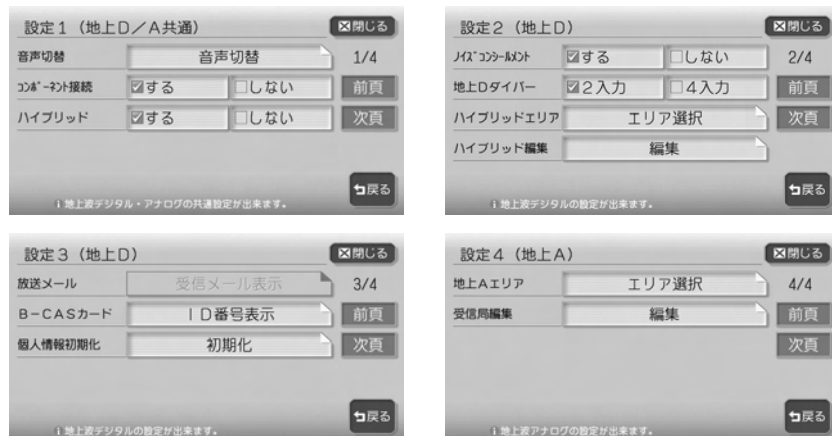 設定1（地上D／A共通）
閉じる
音声切替
音声切替
1/4
ｺﾝﾎﾟｰﾈﾝﾄ接続
する
しない
前頁
ハイブリッド
する
しない
次頁
戻る
地上波デジタル・アナログの共通設定が出来ます。
設定2（地上D）
閉じる
ﾉｲｽﾞｺﾝｼｰﾙﾒﾝﾄ
する
しない
2/4
地上Dダイバー
2入力
4入力
前頁
ハイブリッドエリア
エリア選択
次頁
ハイブリッド編集
編集
戻る
地上波デジタルの設定が出来ます。
設定3（地上D）
閉じる
放送メール
受信メール表示
3/4
B－CASカード
ID番号表示
前頁
個人情報初期化
初期化
次頁
戻る
地上波デジタルの設定が出来ます。
設定4（地上A）
閉じる
地上Aエリア
エリア選択
4/4
受信局編集
編集
前頁
次頁
戻る
地上波アナログの設定が出来ます。